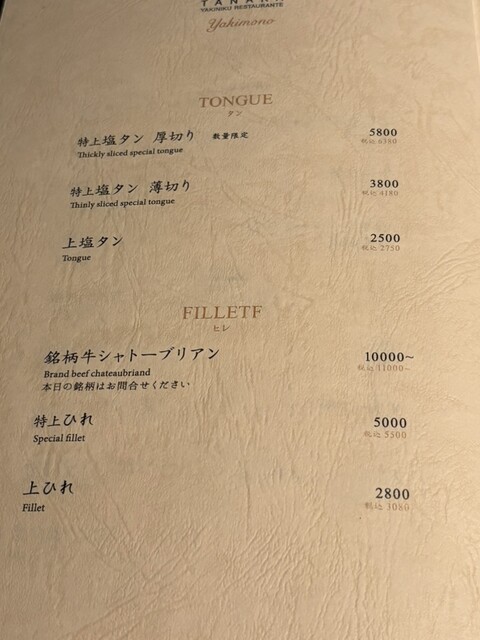 YAKINIKU RESTAURANTE
Yakimono
TONGUE
タン
特上塩タン 厚切り 数量限定 5800
Thickly sliced special tongue 税込 6380
特上塩タン 薄切り 3800
Thinly sliced special tongue 税込 4180
上塩タン 2500
Tongue 税込 2750
FILLETF
ヒレ
銘柄牛シャトーブリアン 10000~
Brand beef chateaubriand 税込 11000~
本日の銘柄はお問合せください
特上ひれ 5000
Special fillet 税込 5500
上ひれ 2800
Fillet 税込 3080